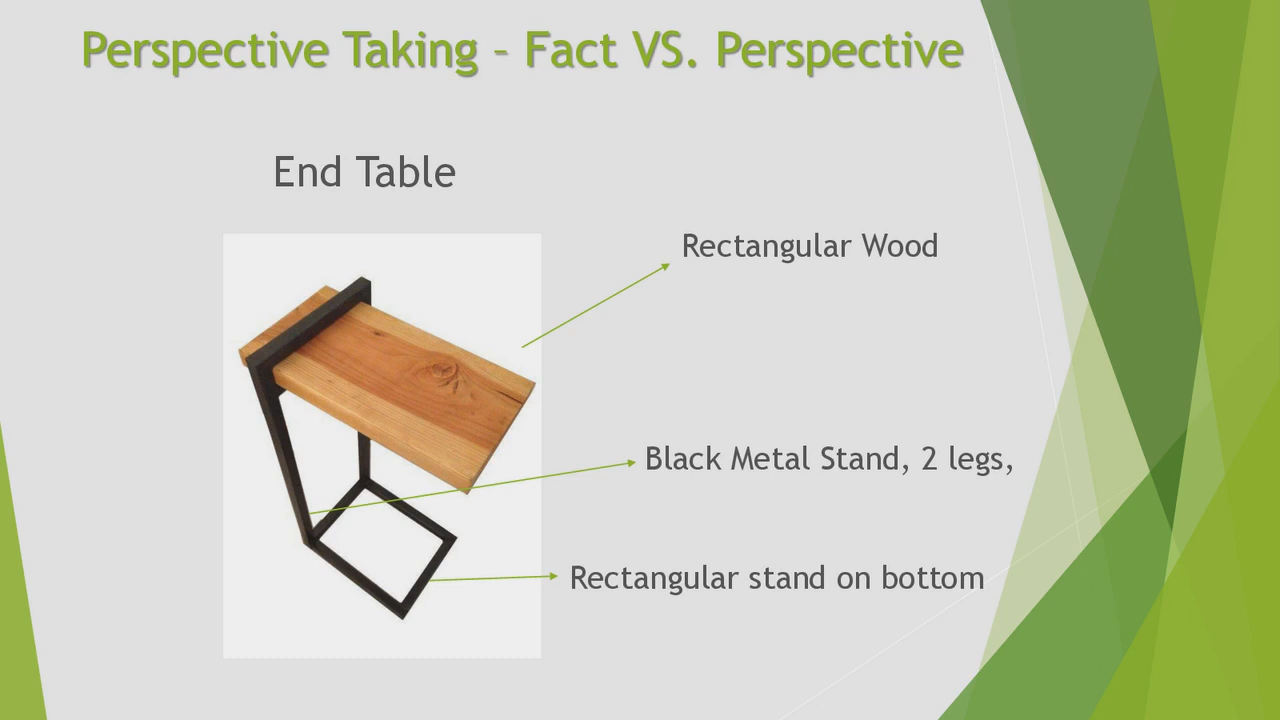 Perspective Taking – Fact VS. Perspective
End Table
Rectangular Wood
Black Metal Stand, 2 legs,
Rectangular stand on bottom